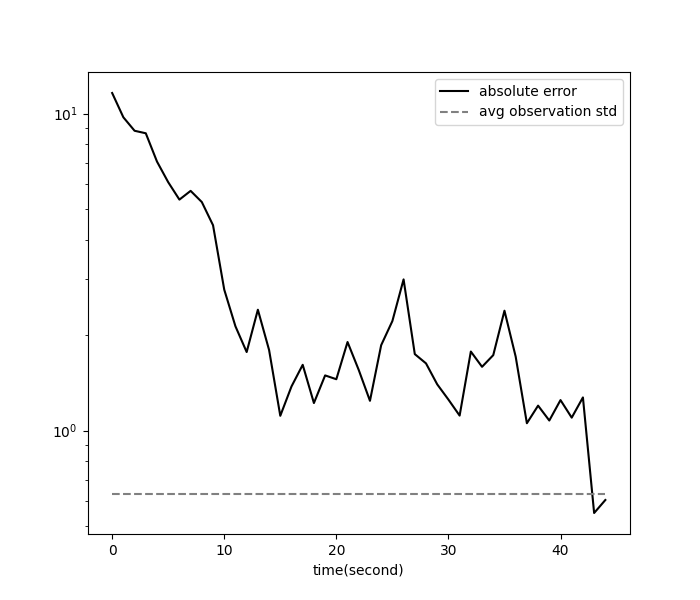 absolute error
avg observation std
10¹
10⁰
0 10 20 30 40
time(second)